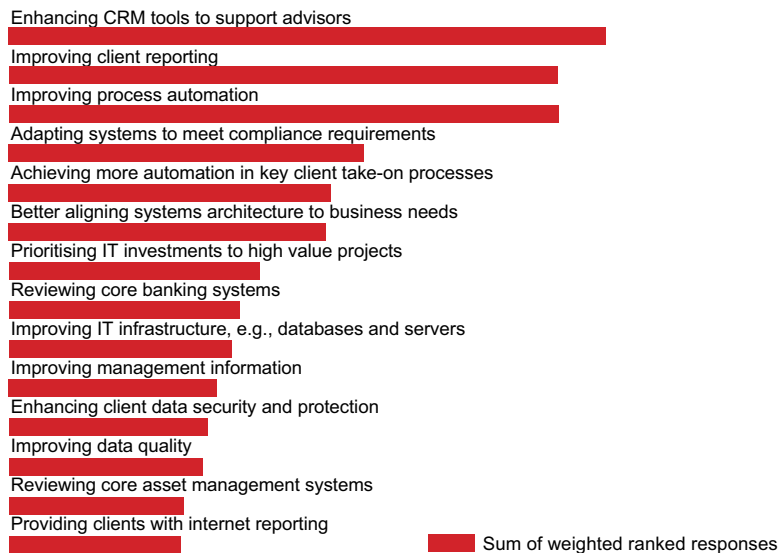 Enhancing CRM tools to support advisors
Improving client reporting
Improving process automation
Adapting systems to meet compliance requirements
Achieving more automation in key client take-on processes
Better aligning systems architecture to business needs
Prioritising IT investments to high value projects
Reviewing core banking systems
Improving IT infrastructure, e.g., databases and servers
Improving management information
Enhancing client data security and protection
Improving data quality
Reviewing core asset management systems
Providing clients with internet reporting
Sum of weighted ranked responses